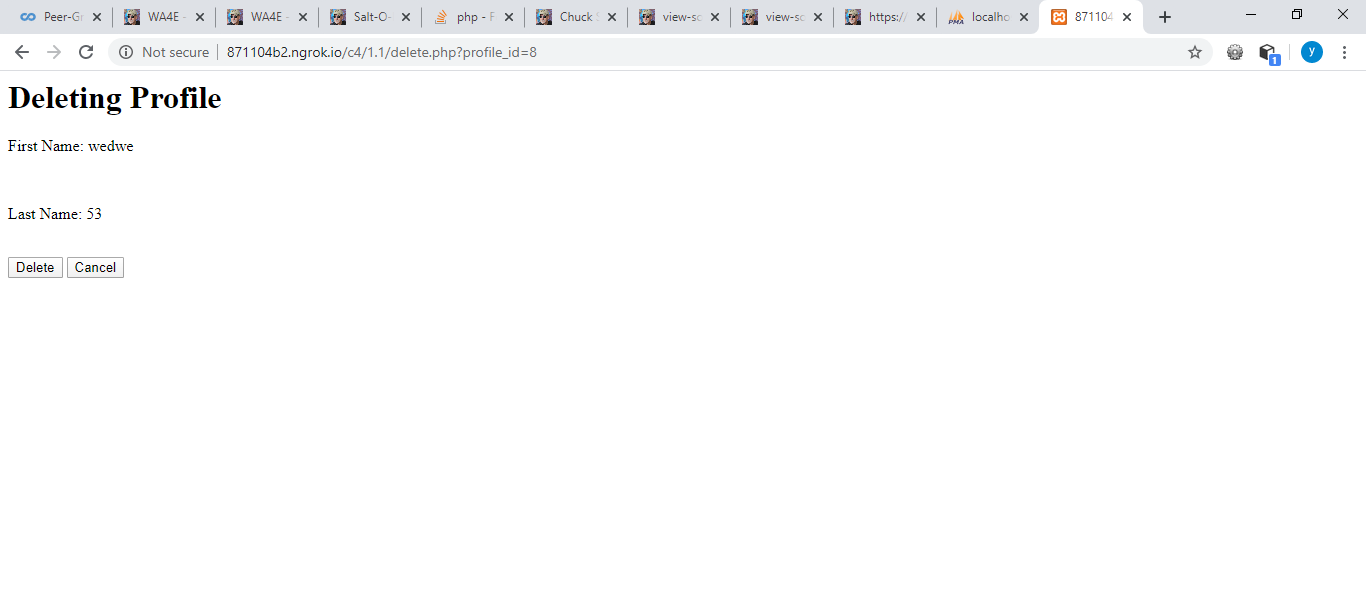 Peer-Gr WA4E - WA4E - Salt-O- php - F Chuck S view-sc view-sc https:// localho 871104
Not secure 871104b2.ngrok.io/c4/1.1/delete.php?profile_id=8 1 y
Deleting Profile
First Name: wedwe
Last Name: 53
Delete Cancel